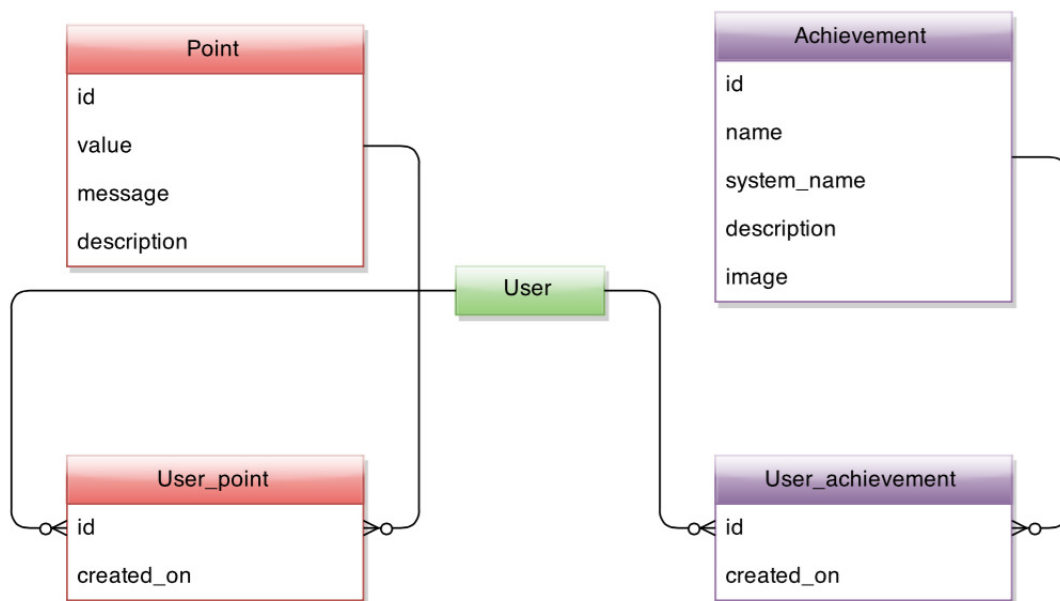 Point
id
value
message
description
Achievement
id
name
system_name
description
image
User
User_point
id
created_on
User_achievement
id
created_on